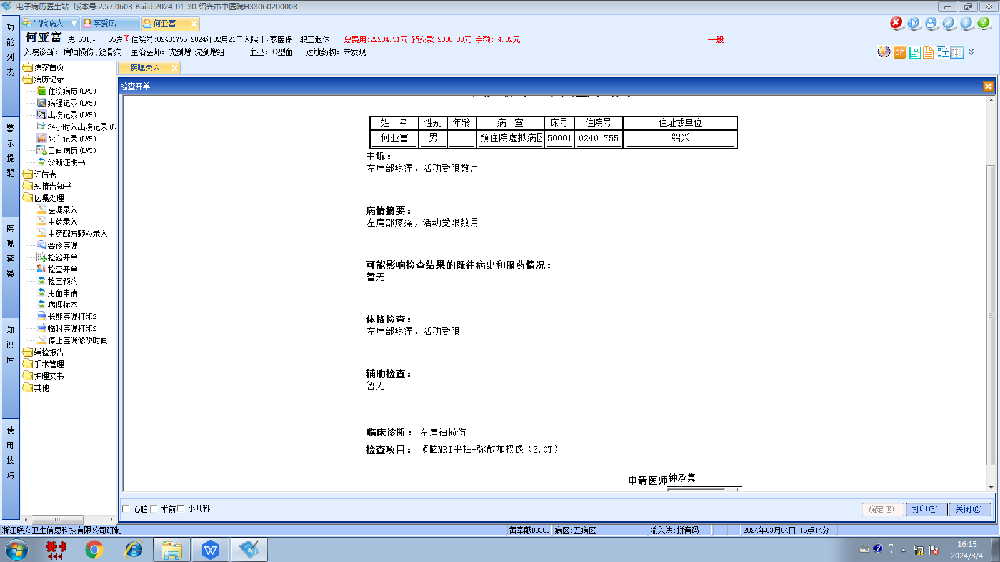 电子病历医生站 版本号:2.57.0603 Build:2024-01-30 绍兴市中医院H33060200008
出院病人
李爱凤
何亚富
何亚富 男 531床 65岁 住院号:02401755 2024年02月21日入院 国家医保 职工退休 总费用:22204.51元 预交款:2000.00元 余额: 4.32元 一般
入院诊断: 肩袖损伤,筋骨病 主治医师: 沈剑增 沈剑增组 血型: O型血 过敏药物: 未发现
功能列表
警示提醒
医嘱套餐
知识库
使用技巧
病案首页
病历记录
住院病历(LV5)
病程记录(LV5)
出院记录(LV5)
24小时入出院记录(L
死亡记录(LV5)
日间病历(LV5)
诊断证明书
评估表
知情告知书
医嘱处理
医嘱录入
中药录入
中药配方颗粒录入
会诊医嘱
检验开单
检查开单
检查预约
用血申请
病理标本
长期医嘱打印2
临时医嘱打印2
停止医嘱修改时间
辅检报告
手术管理
护理文书
其他
医嘱录入
检查开单
姓 名 性别 年龄 病 室 床号 住院号 住址或单位
何亚富 男 预住院虚拟病区 50001 02401755 绍兴
主诉:
左肩部疼痛，活动受限数月
病情摘要:
左肩部疼痛，活动受限数月
可能影响检查结果的既往病史和服药情况:
暂无
体格检查:
左肩部疼痛，活动受限
辅助检查:
暂无
临床诊断: 左肩袖损伤
检查项目: 颅脑MRI平扫+弥散加权像（3.0T）
申请医师 钟承隽
心脏 术前 小儿科
确定(E) 打印(P) 关闭(C)
浙江联众卫生信息科技有限公司研制 黄奉献D3306 病区:五病区 输入法:拼音码 2024年03月04日 16点14分
16:15
2024/3/4